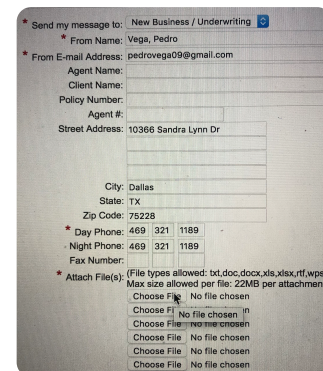 * Send my message to: New Business / Underwriting
* From Name: Vega, Pedro
* From E-mail Address: pedrovega09@gmail.com
Agent Name:
Client Name:
Policy Number:
Agent #:
Street Address: 10366 Sandra Lynn Dr
City: Dallas
State: TX
Zip Code: 75228
* Day Phone: 469 321 1189
Night Phone: 469 321 1189
Fax Number:
* Attach File(s): (File types allowed: txt,doc,docx,xls,xlsx,rtf,wps
Max size allowed per file: 22MB per attachmen
Choose File No file chosen
Choose Fi
No file chosen
Choose File No file chosen
Choose File No file chosen
Choose File No file chosen
Choose File No file chosen